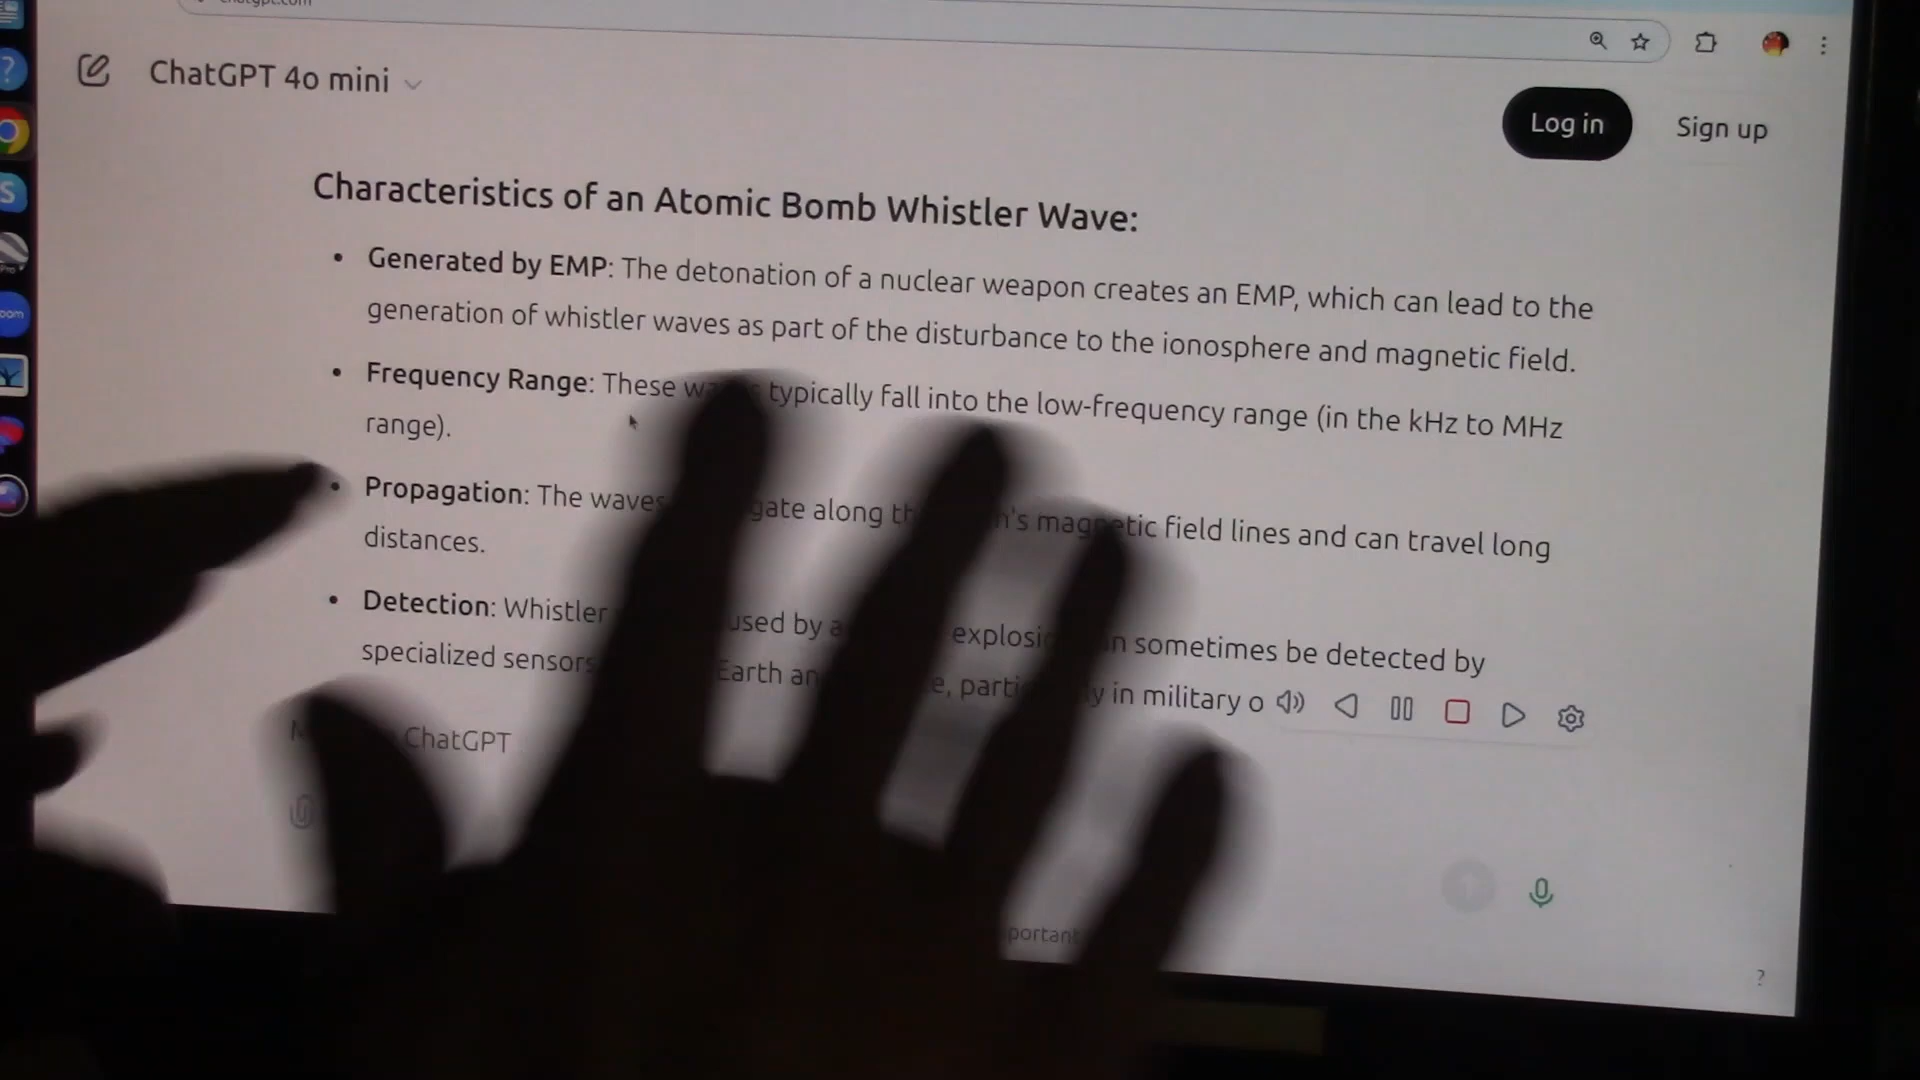 ChatGPT 4o mini
Log in
Sign up
Characteristics of an Atomic Bomb Whistler Wave:
• Generated by EMP: The detonation of a nuclear weapon creates an EMP, which can lead to the
generation of whistler waves as part of the disturbance to the ionosphere and magnetic field.
• Frequency Range: These typically fall into the low-frequency range (in the kHz to MHz
range).
• Propagation: The waves gate along magnetic field lines and can travel long
distances.
• Detection: Whistler used by explosi n sometimes be detected by
specialized sensors Earth in military o
ChatGPT
portant
?